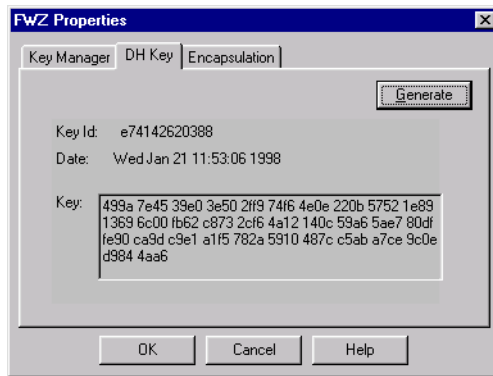 FWZ Properties
Key Manager DH Key Encapsulation
Generate
Key Id: e74142620388
Date: Wed Jan 21 11:53:06 1998
Key: 499a 7e45 39e0 3e50 2ff9 74f6 4e0e 220b 5752 1e89
1369 6c00 fb62 c873 2cf6 4a12 140c 59a6 5ae7 80df
fe90 ca9d c9e1 a1f5 782a 5910 487c c5ab a7ce 9c0e
d984 4aa6
OK Cancel Help